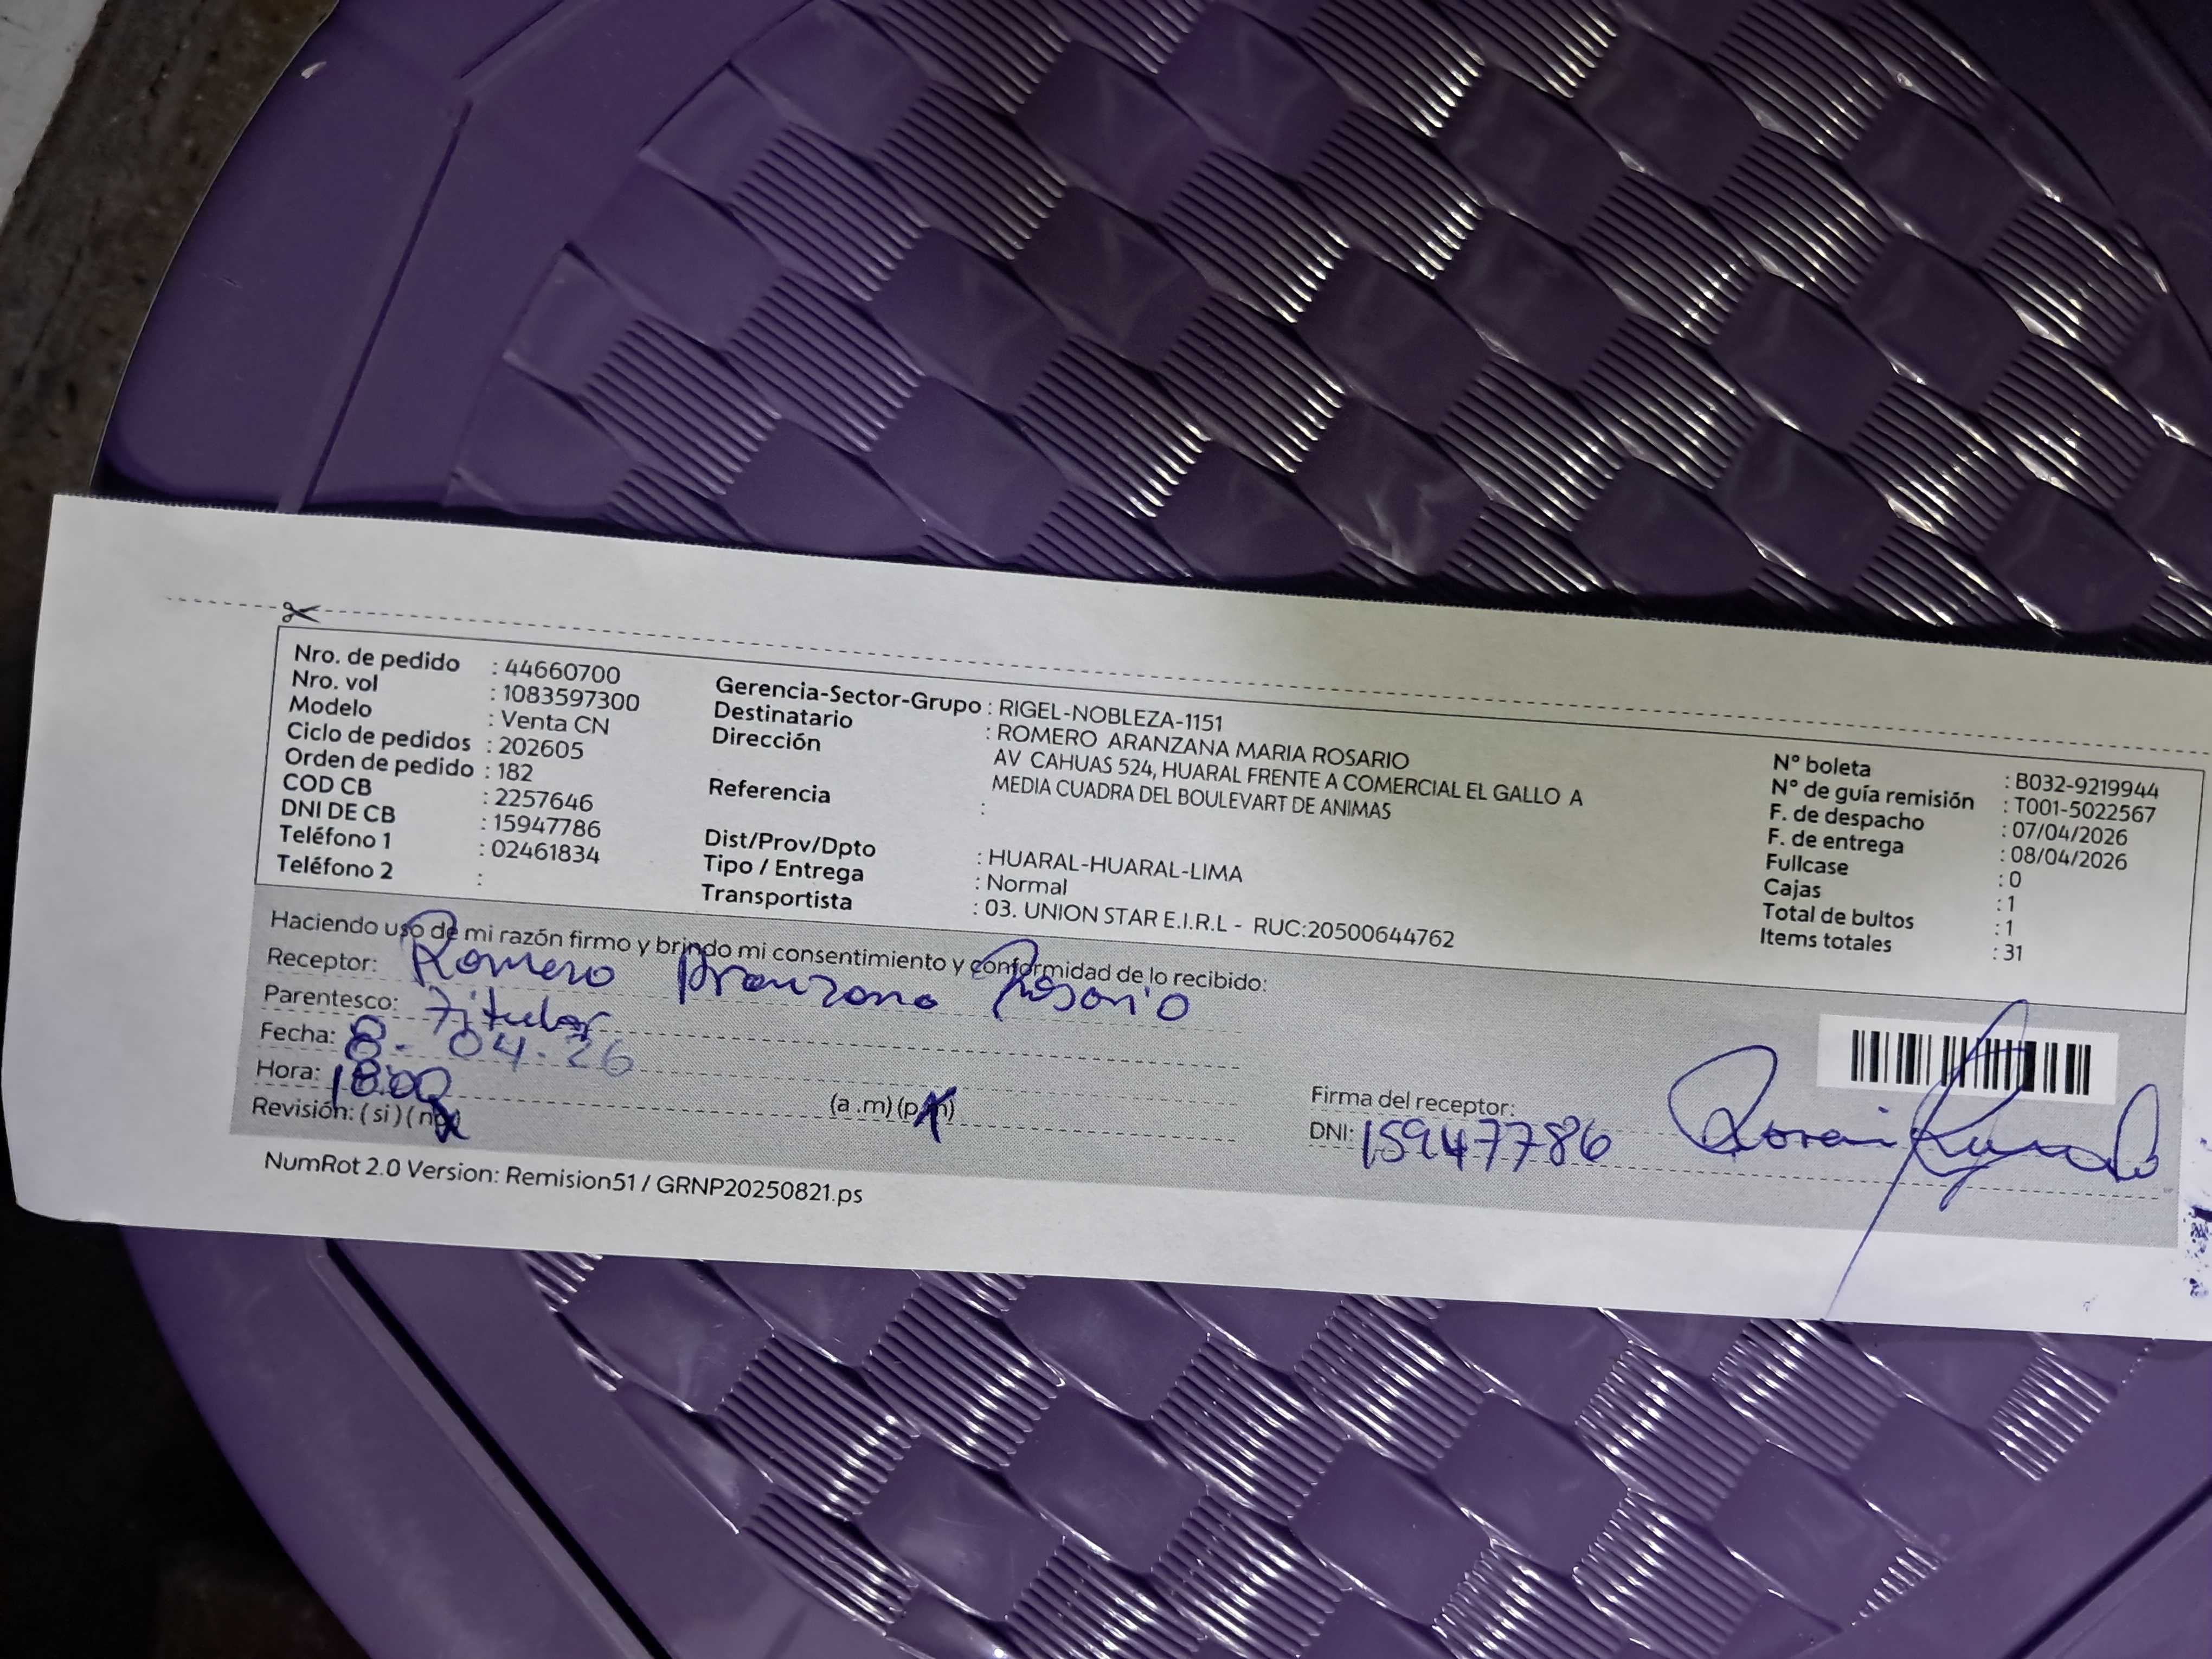 Nro. de pedido : 44660700
Nro. vol : 1083597300
Modelo : Venta CN
Ciclo de pedidos : 202605
Orden de pedido : 182
COD CB : 2257646
DNI DE CB : 15947786
Teléfono 1 : 02461834
Teléfono 2 :
Gerencia-Sector-Grupo : RIGEL-NOBLEZA-1151
Destinatario : ROMERO ARANZANA MARIA ROSARIO
Dirección AV CAHUAS 524, HUARAL FRENTE A COMERCIAL EL GALLO A
MEDIA CUADRA DEL BOULEVART DE ANIMAS
Referencia :
Dist/Prov/Dpto : HUARAL-HUARAL-LIMA
Tipo / Entrega : Normal
Transportista : 03. UNION STAR E.I.R.L - RUC:20500644762
N° boleta : B032-9219944
N° de guía remisión : T001-5022567
F. de despacho : 07/04/2026
F. de entrega : 08/04/2026
Fullcase : 0
Cajas : 1
Total de bultos : 1
Items totales : 31
Haciendo uso de mi razón firmo y brindo mi consentimiento y conformidad de lo recibido:
Receptor: Romero Aranzana Rosario
Parentesco: Titular
Fecha: 8-04-26
Hora: 18:00 (a .m) (p.m)
Revisión: ( si ) ( no )
Firma del receptor:
DNI: 15947786
NumRot 2.0 Version: Remision51 / GRNP20250821.ps